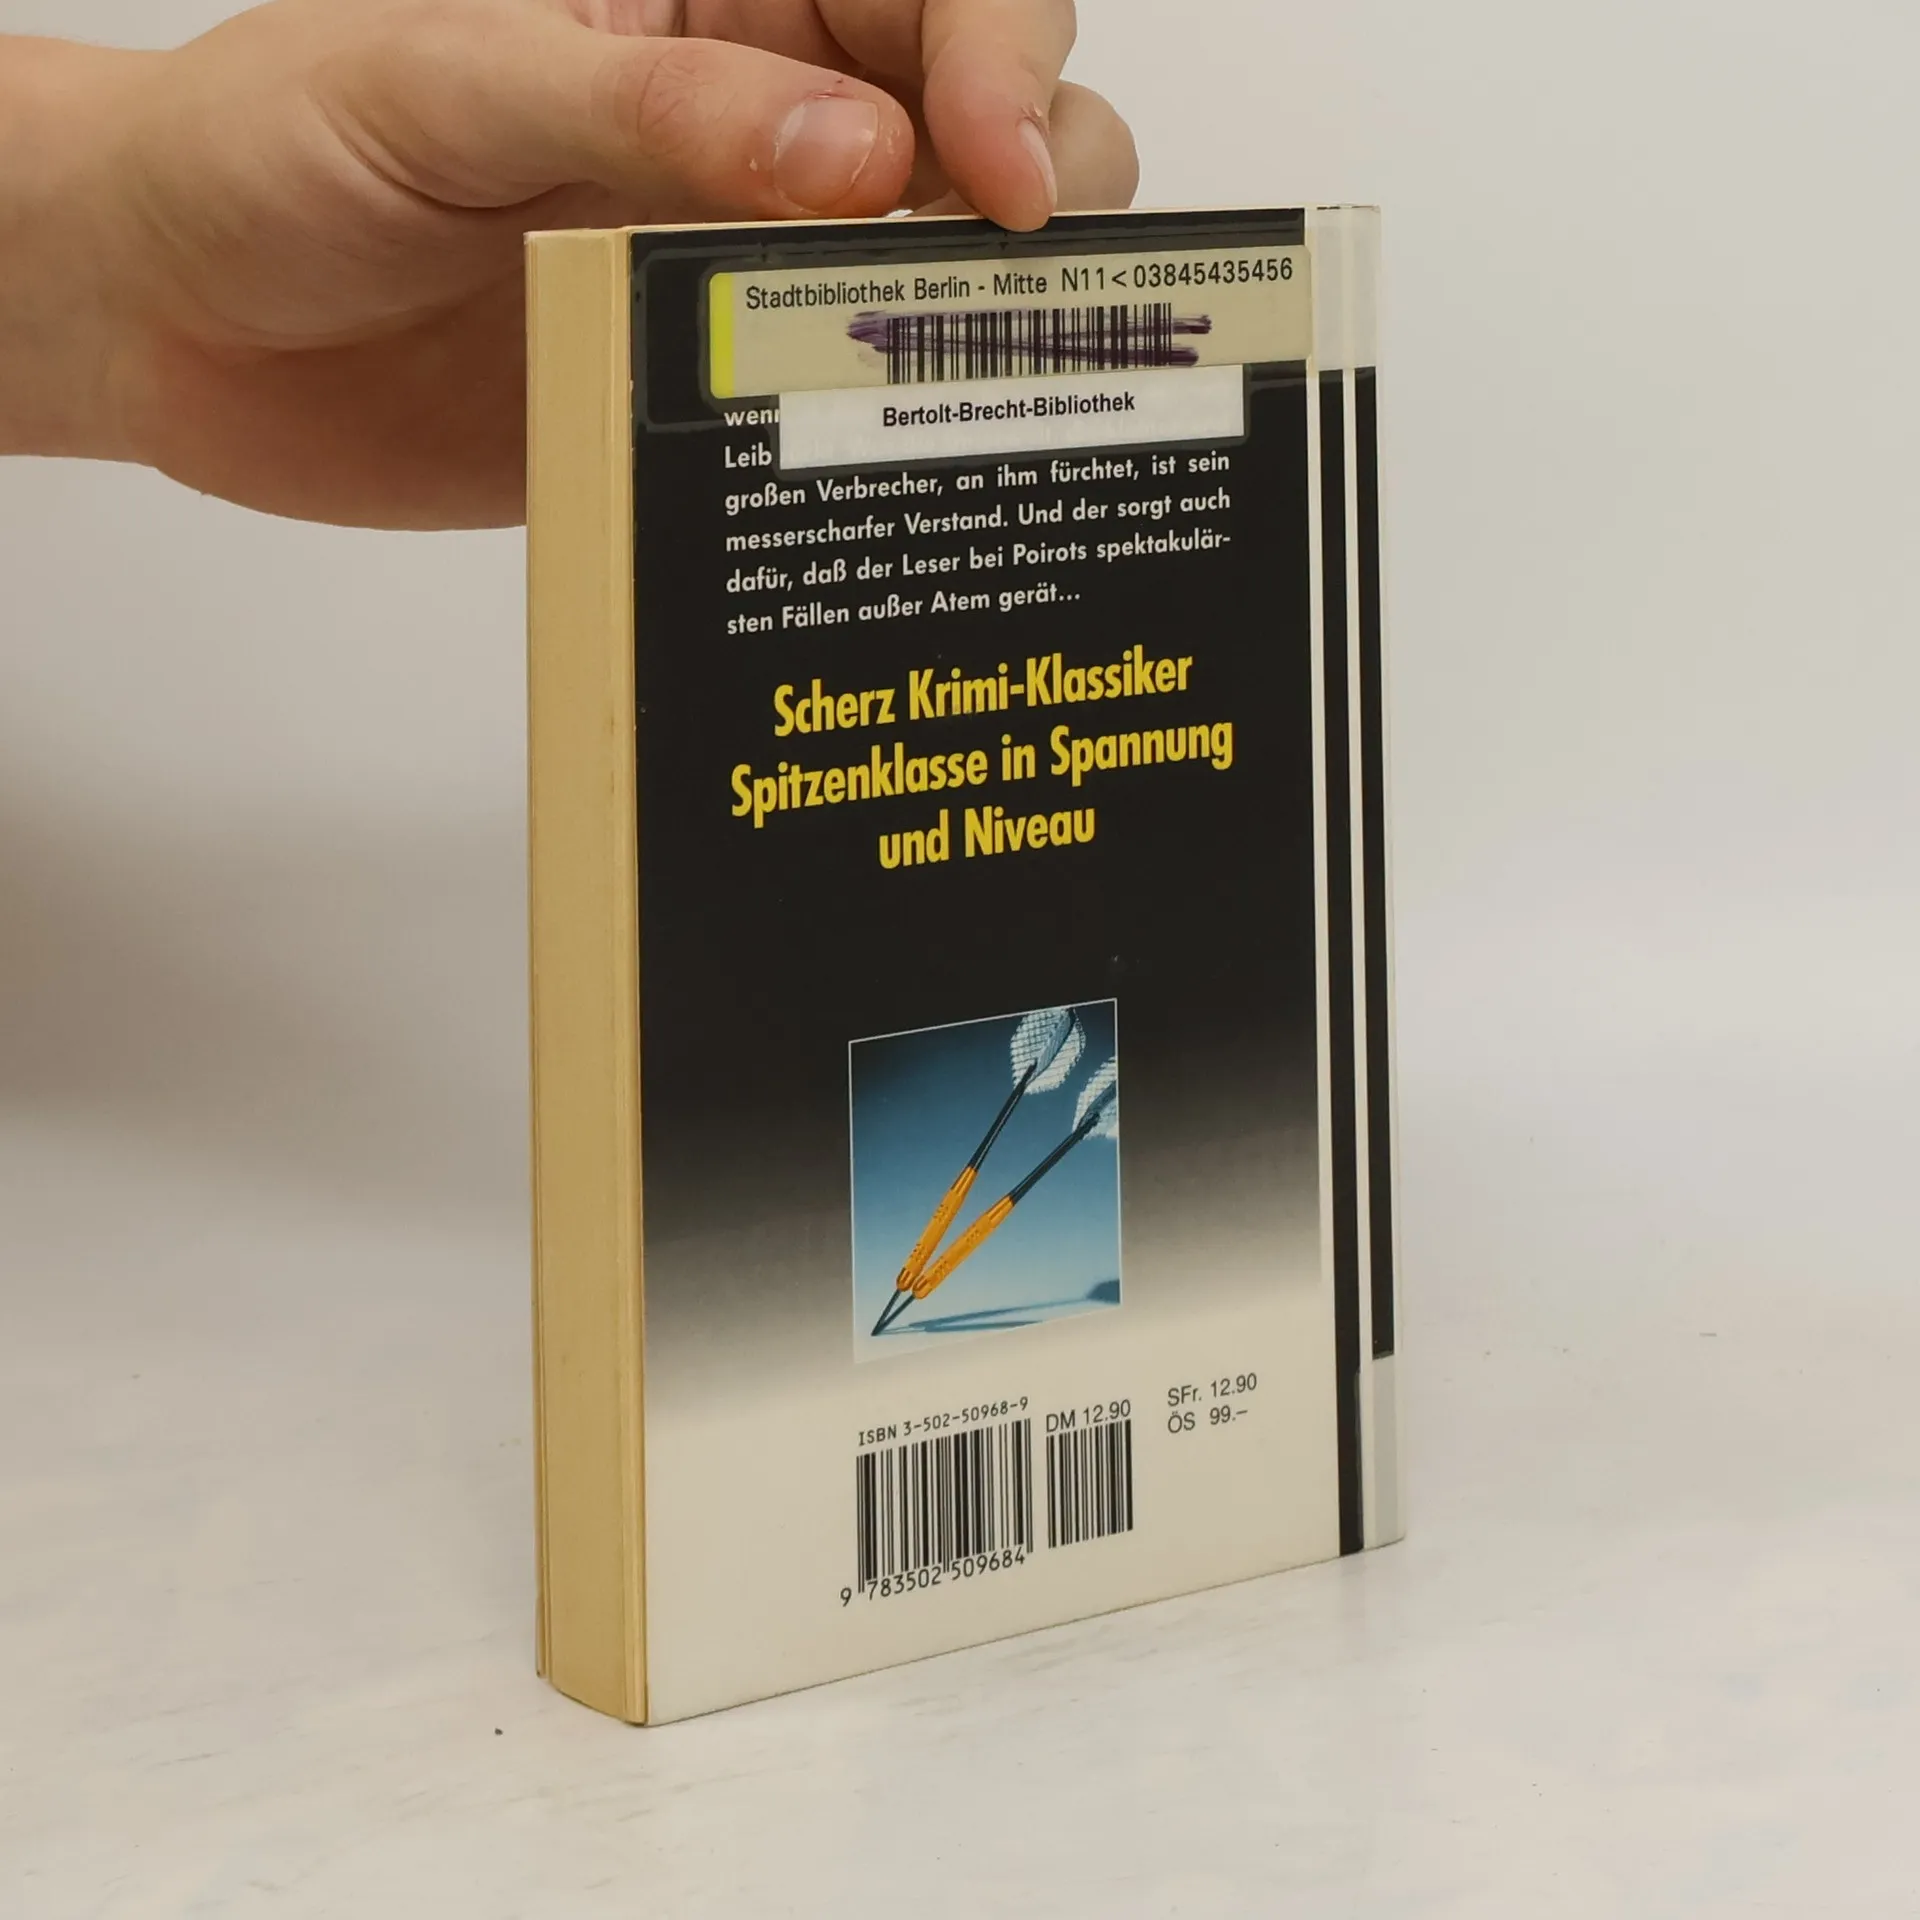 Stadtbibliothek Berlin - Mitte N11<03845435456
Bertolt-Brecht-Bibliothek
Leib
großen Verbrecher, an ihm fürchtet, ist sein
messerscharfer Verstand. Und der sorgt auch
dafür, daß der Leser bei Poirots spektakulär-
sten Fällen außer Atem gerät...
Scherz Krimi-Klassiker
Spitzenklasse in Spannung
und Niveau
ISBN 3-502-50968-9
DM 12.90
SFr. 12.90
ÖS 99.–
9 783502 509684